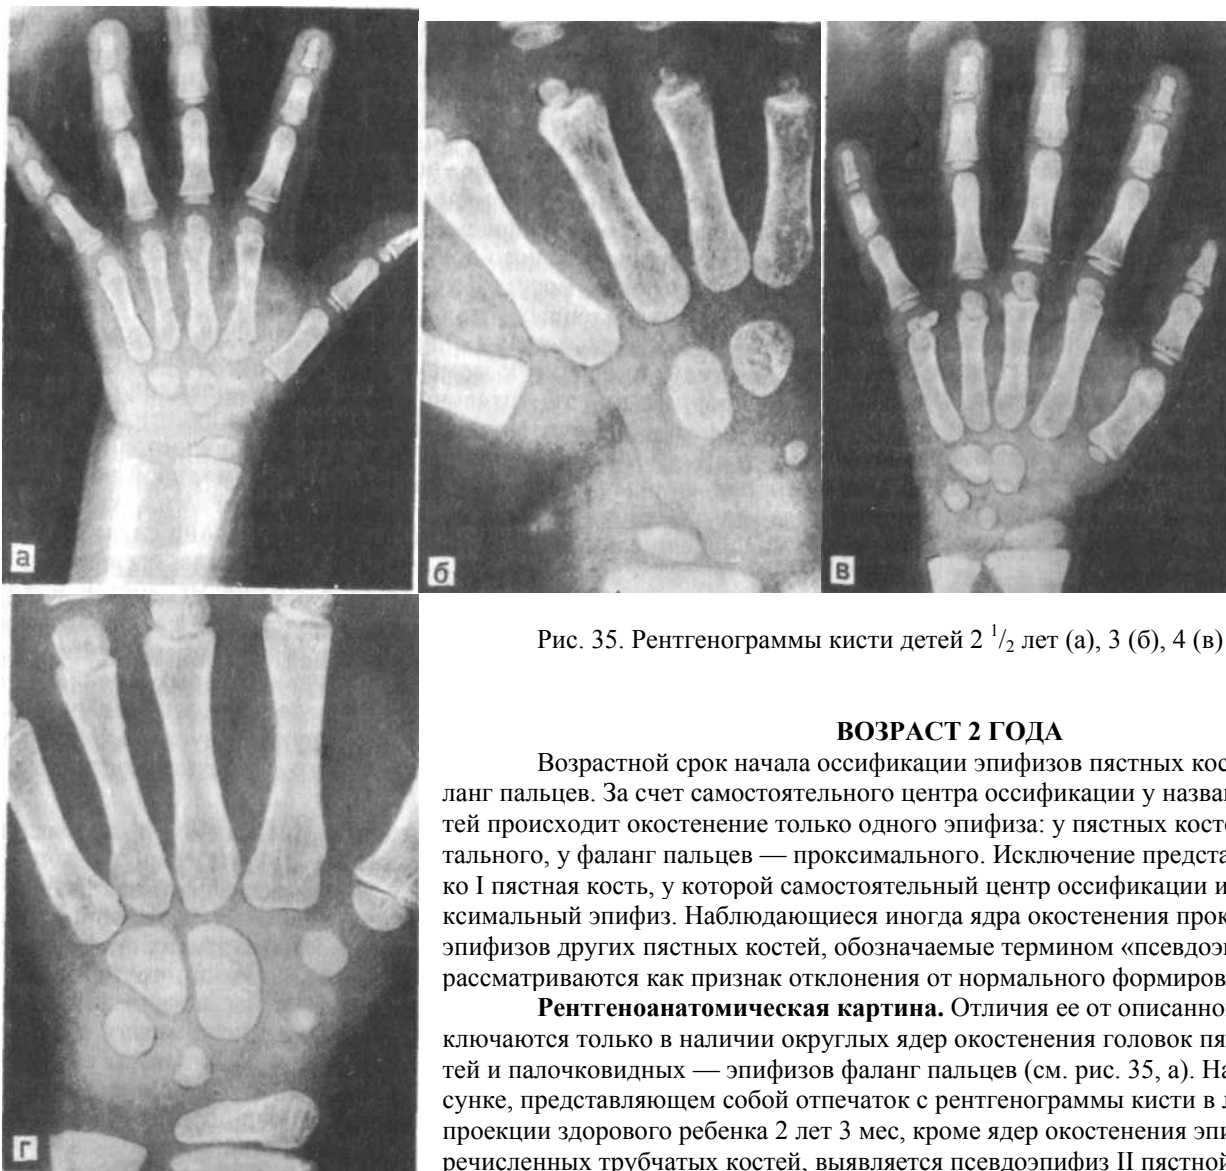 а
б
в
г
Рис. 35. Рентгенограммы кисти детей 2 1/2 лет (а), 3 (б), 4 (в)
ВОЗРАСТ 2 ГОДА
Возрастной срок начала оссификации эпифизов пястных кос
ланг пальцев. За счет самостоятельного центра оссификации у назва
тей происходит окостенение только одного эпифиза: у пястных кост
тального, у фаланг пальцев — проксимального. Исключение предста
ко I пястная кость, у которой самостоятельный центр оссификации и
ксимальный эпифиз. Наблюдающиеся иногда ядра окостенения прок
эпифизов других пястных костей, обозначаемые термином «псевдоэ
рассматриваются как признак отклонения от нормального формиров
Рентгеноанатомическая картина. Отличия ее от описанно
ключаются только в наличии округлых ядер окостенения головок пя
тей и палочковидных — эпифизов фаланг пальцев (см. рис. 35, а). На
сунке, представляющем собой отпечаток с рентгенограммы кисти в л
проекции здорового ребенка 2 лет 3 мес, кроме ядер окостенения эпи
речисленных трубчатых костей, выявляется псевдоэпифиз II пястной